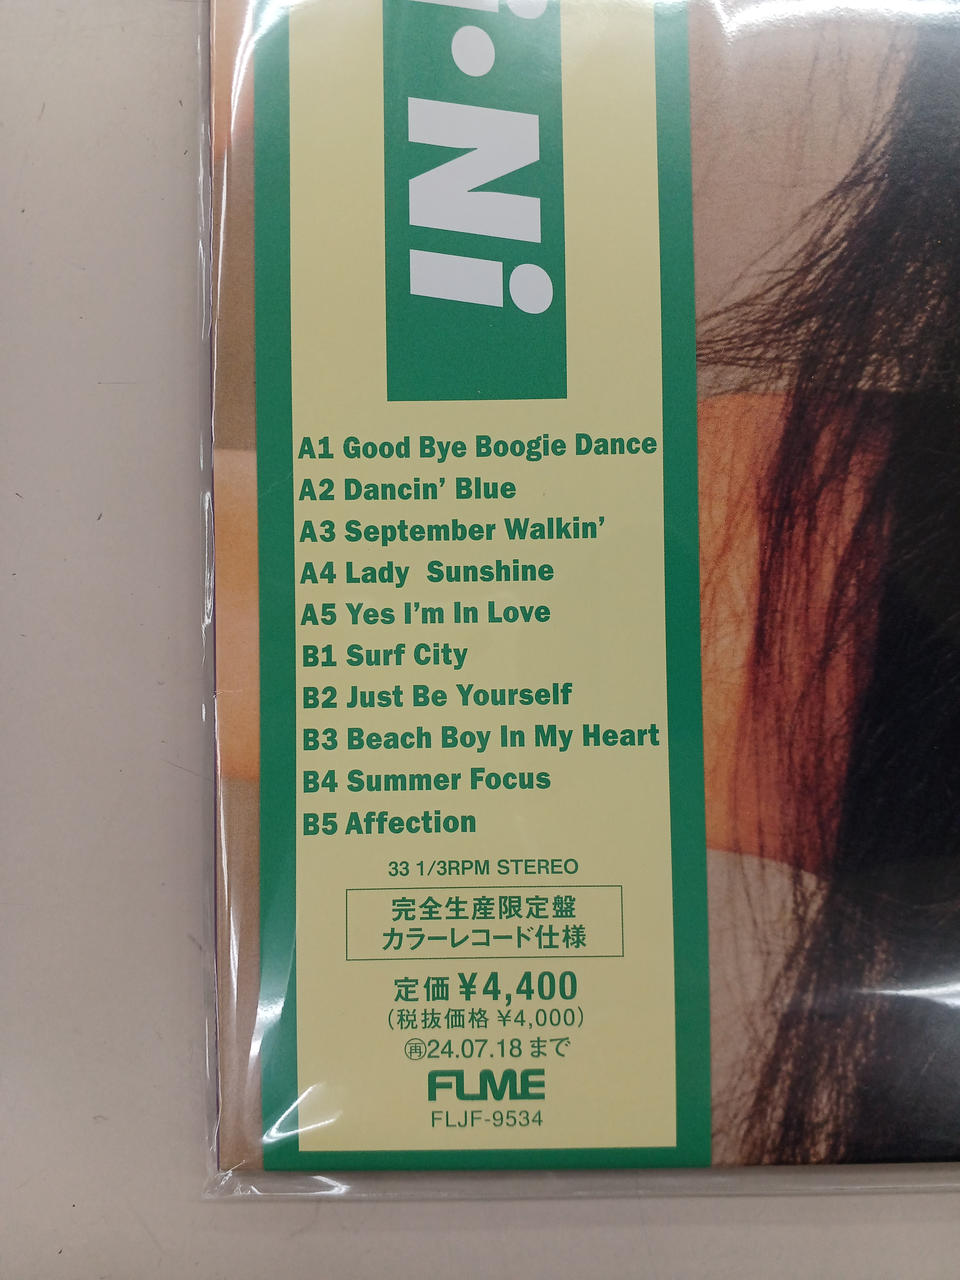 i・Ni
A1 Good Bye Boogie Dance
A2 Dancin’ Blue
A3 September Walkin’
A4 Lady Sunshine
A5 Yes I’m In Love
B1 Surf City
B2 Just Be Yourself
B3 Beach Boy In My Heart
B4 Summer Focus
B5 Affection
33 1/3RPM STEREO
完全生産限定盤
カラーレコード仕様
定価 ¥4,400
(税抜価格 ¥4,000)
㊢24.07.18 まで
FLME
FLJF-9534